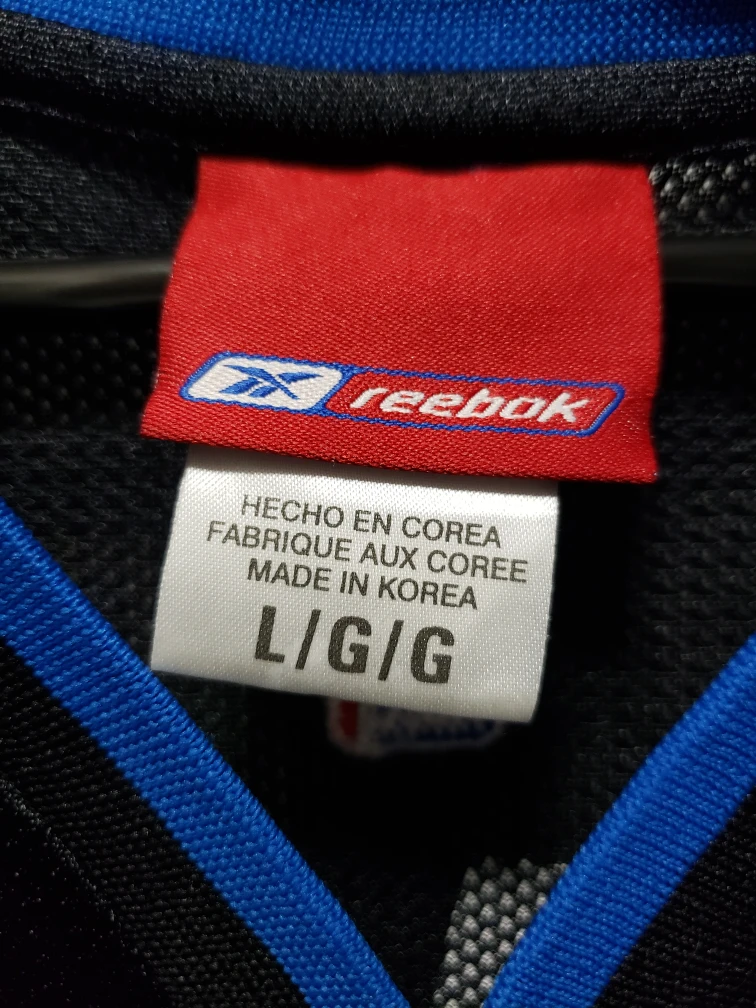 reebok
HECHO EN COREA
FABRIQUE AUX COREE
MADE IN KOREA
L/G/G